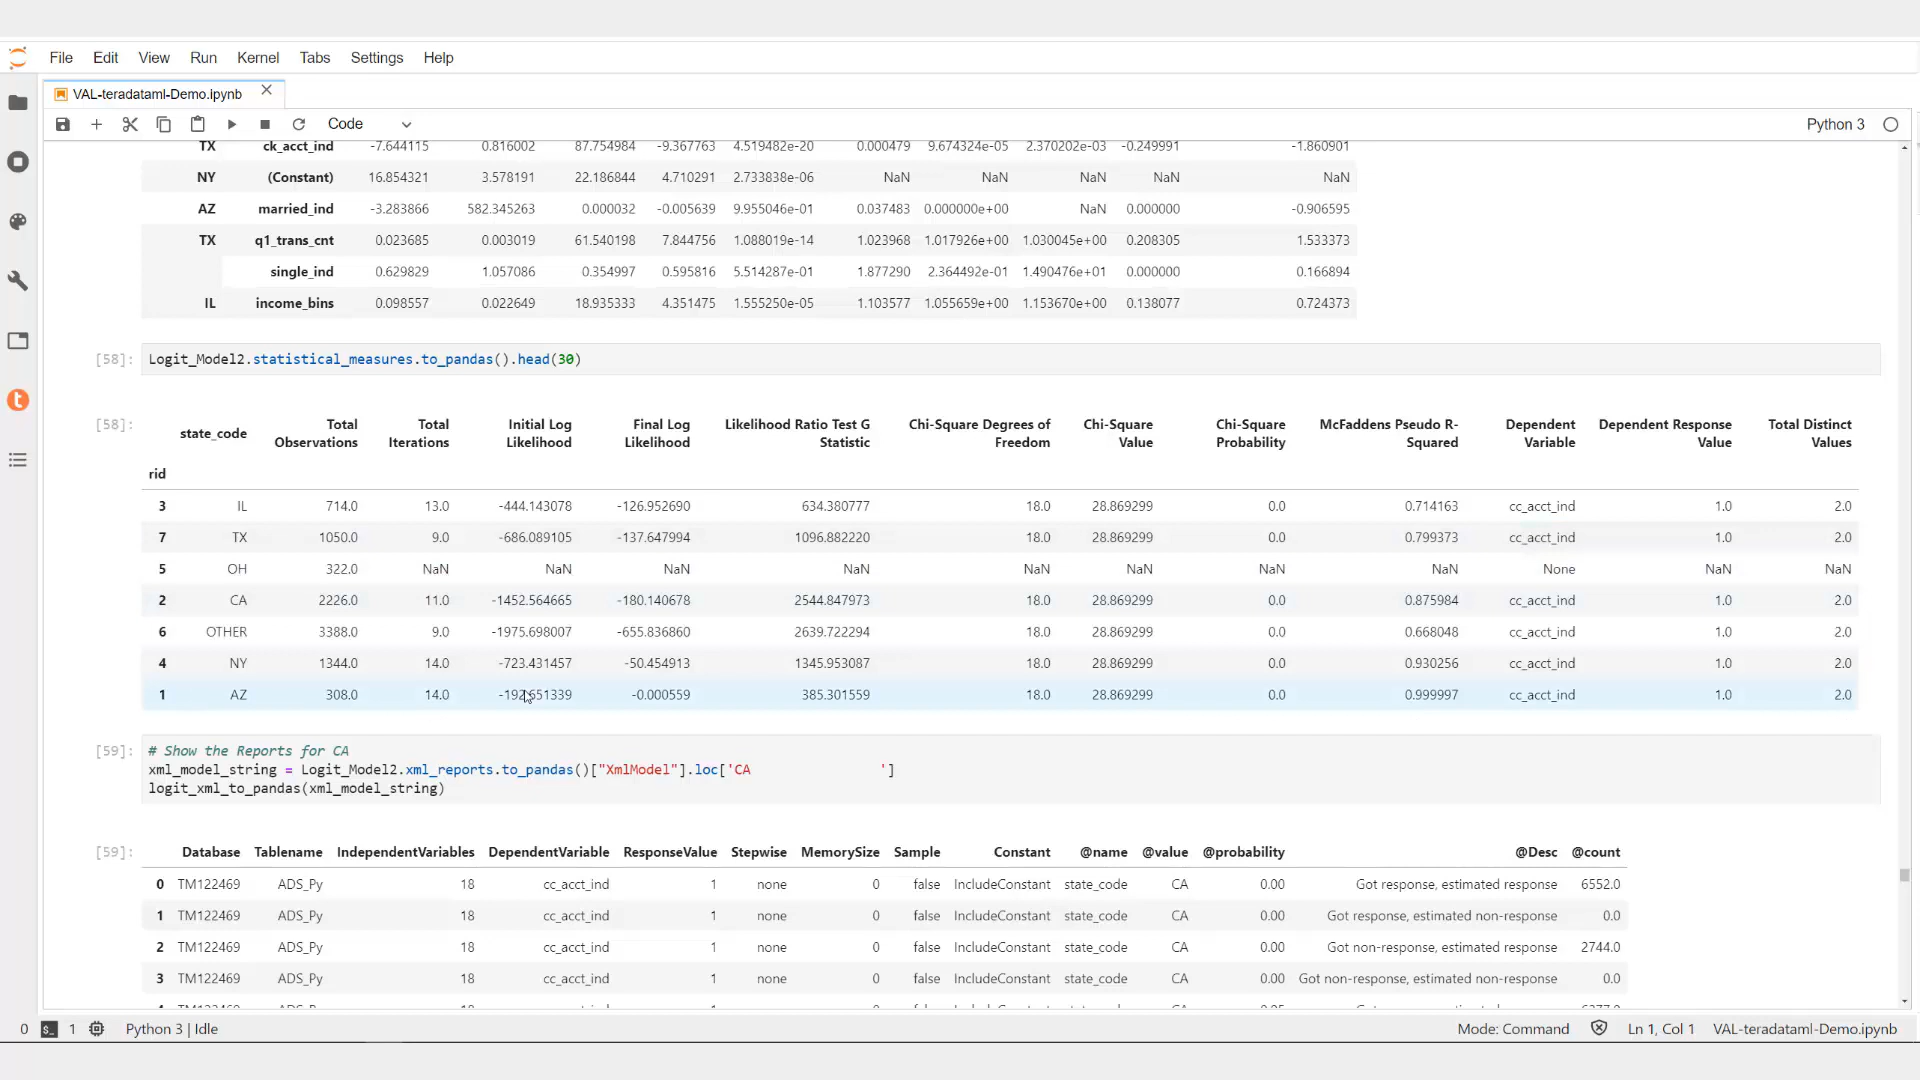 File Edit View Run Kernel Tabs Settings Help
VAL-teradataml-Demo.ipynb
Code Python 3
TX ck_acct_ind -7.644115 0.816002 87.754984 -9.367763 4.519482e-20 0.000479 9.674324e-05 2.370202e-03 -0.249991 -1.860901
NY (Constant) 16.854321 3.578191 22.186844 4.710291 2.733838e-06 NaN NaN NaN NaN NaN
AZ married_ind -3.283866 582.345263 0.000032 -0.005639 9.955046e-01 0.037483 0.000000e+00 NaN 0.000000 -0.906595
TX q1_trans_cnt 0.023685 0.003019 61.540198 7.844756 1.088019e-14 1.023968 1.017926e+00 1.030045e+00 0.208305 1.533373
single_ind 0.629829 1.057086 0.354997 0.595816 5.514287e-01 1.877290 2.364492e-01 1.490476e+01 0.000000 0.166894
IL income_bins 0.098557 0.022649 18.935333 4.351475 1.555250e-05 1.103577 1.055659e+00 1.153670e+00 0.138077 0.724373
[58]: Logit_Model2.statistical_measures.to_pandas().head(30)
[58]: state_code Total Observations Total Iterations Initial Log Likelihood Final Log Likelihood Likelihood Ratio Test G Statistic Chi-Square Degrees of Freedom Chi-Square Value Chi-Square Probability McFaddens Pseudo R-Squared Dependent Variable Dependent Response Value Total Distinct Values
rid
3 IL 714.0 13.0 -444.143078 -126.952690 634.380777 18.0 28.869299 0.0 0.714163 cc_acct_ind 1.0 2.0
7 TX 1050.0 9.0 -686.089105 -137.647994 1096.882220 18.0 28.869299 0.0 0.799373 cc_acct_ind 1.0 2.0
5 OH 322.0 NaN NaN NaN NaN NaN NaN NaN NaN None NaN NaN
2 CA 2226.0 11.0 -1452.564665 -180.140678 2544.847973 18.0 28.869299 0.0 0.875984 cc_acct_ind 1.0 2.0
6 OTHER 3388.0 9.0 -1975.698007 -655.836860 2639.722294 18.0 28.869299 0.0 0.668048 cc_acct_ind 1.0 2.0
4 NY 1344.0 14.0 -723.431457 -50.454913 1345.953087 18.0 28.869299 0.0 0.930256 cc_acct_ind 1.0 2.0
1 AZ 308.0 14.0 -192.651339 -0.000559 385.301559 18.0 28.869299 0.0 0.999997 cc_acct_ind 1.0 2.0
[59]: # Show the Reports for CA
xml_model_string = Logit_Model2.xml_reports.to_pandas()["XmlModel"].loc['CA                  ']
logit_xml_to_pandas(xml_model_string)
[59]: Database Tablename IndependentVariables DependentVariable ResponseValue Stepwise MemorySize Sample Constant @name @value @probability @Desc @count
0 TM122469 ADS_Py 18 cc_acct_ind 1 none 0 false IncludeConstant state_code CA 0.00 Got response, estimated response 6552.0
1 TM122469 ADS_Py 18 cc_acct_ind 1 none 0 false IncludeConstant state_code CA 0.00 Got response, estimated non-response 0.0
2 TM122469 ADS_Py 18 cc_acct_ind 1 none 0 false IncludeConstant state_code CA 0.00 Got non-response, estimated response 2744.0
3 TM122469 ADS_Py 18 cc_acct_ind 1 none 0 false IncludeConstant state_code CA 0.00 Got non-response, estimated non-response 0.0
0 1 Python 3 | Idle Mode: Command Ln 1, Col 1 VAL-teradataml-Demo.ipynb